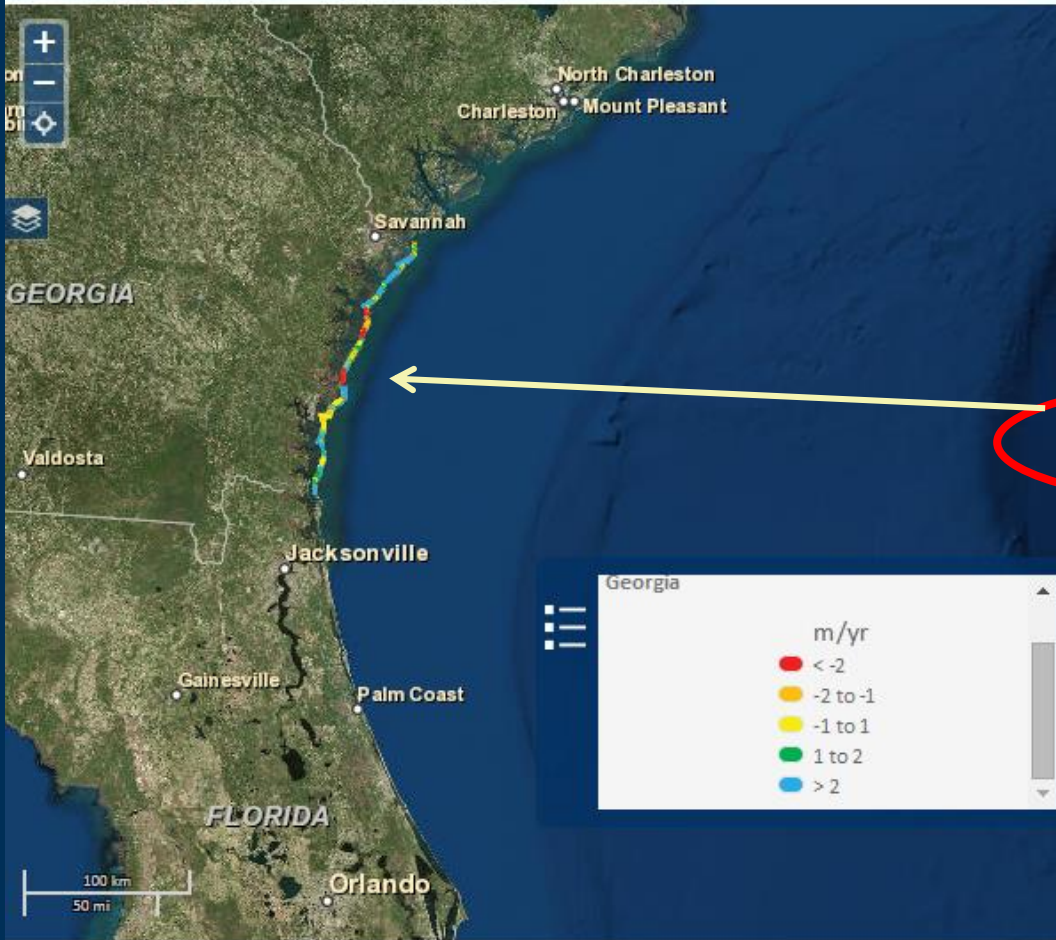 +
North Charleston
−
Charleston
Mount Pleasant
Savannah
GEORGIA
Valdosta
Jacksonville
Georgia
m/yr
< -2
Gainesville
Palm Coast
-2 to -1
-1 to 1
1 to 2
> 2
FLORIDA
100 km
Orlando
50 mi